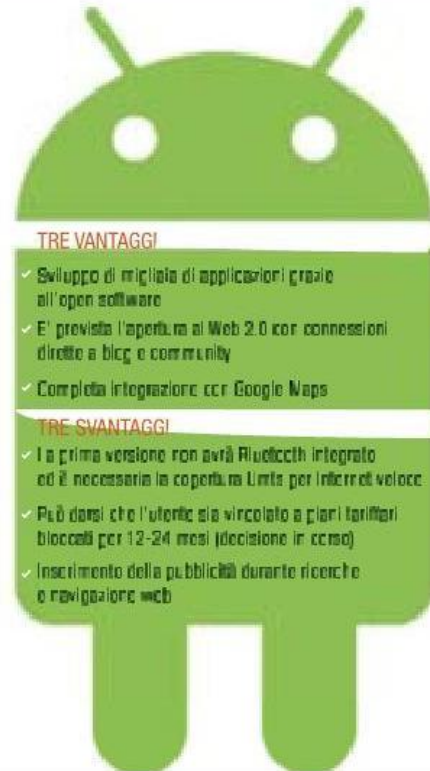 TRE VANTAGGI
Sviluppo di migliaia di applicazioni grazie
all'open software
E' prevista l'apertura al Web 2.0 con connessioni
dirette a blog e community
Completa integrazione con Google Maps
TRE SVANTAGGI
La prima versione non avrà Bluetooth integrato
ed è necessaria la copertura Umts per Internet veloce
Può darsi che l'utente sia vincolato a piani tariffari
bloccati per 12-24 mesi (decisione in corso)
Inserimento della pubblicità durante ricerche
e navigazione web